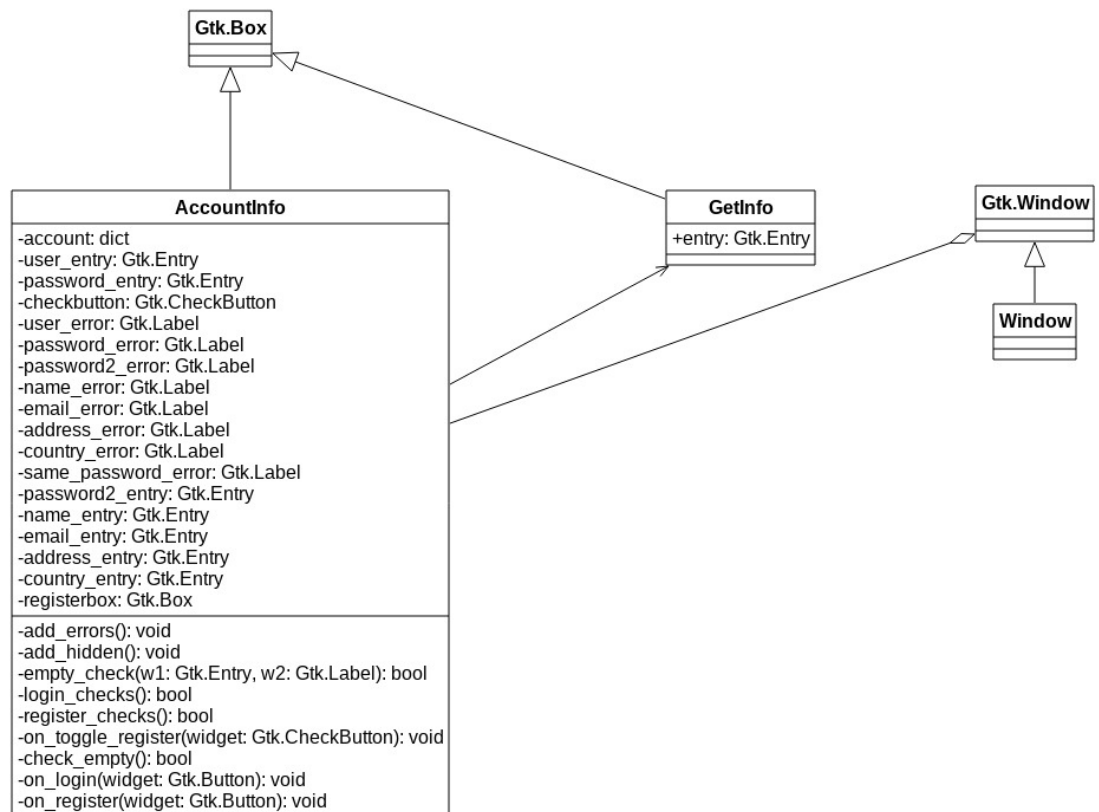 Gtk.Box
AccountInfo
-account: dict
-user_entry: Gtk.Entry
-password_entry: Gtk.Entry
-checkbutton: Gtk.CheckButton
-user_error: Gtk.Label
-password_error: Gtk.Label
-password2_error: Gtk.Label
-name_error: Gtk.Label
-email_error: Gtk.Label
-address_error: Gtk.Label
-country_error: Gtk.Label
-same_password_error: Gtk.Label
-password2_entry: Gtk.Entry
-name_entry: Gtk.Entry
-email_entry: Gtk.Entry
-address_entry: Gtk.Entry
-country_entry: Gtk.Entry
-registerbox: Gtk.Box
-add_errors(): void
-add_hidden(): void
-empty_check(w1: Gtk.Entry, w2: Gtk.Label): bool
-login_checks(): bool
-register_checks(): bool
-on_toggle_register(widget: Gtk.CheckButton): void
-check_empty(): bool
-on_login(widget: Gtk.Button): void
-on_register(widget: Gtk.Button): void
GetInfo
+entry: Gtk.Entry
Gtk.Window
Window